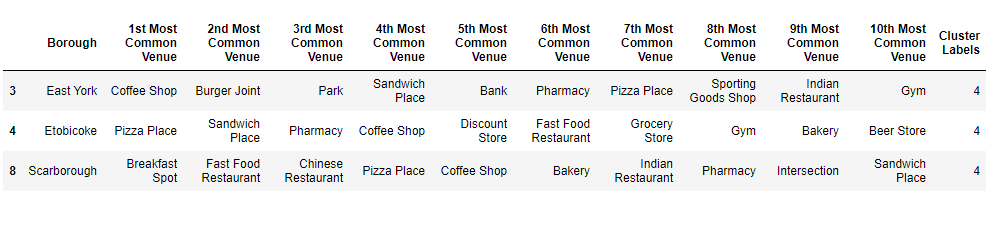 Borough 1st Most Common Venue 2nd Most Common Venue 3rd Most Common Venue 4th Most Common Venue 5th Most Common Venue 6th Most Common Venue 7th Most Common Venue 8th Most Common Venue 9th Most Common Venue 10th Most Common Venue Cluster Labels
3 East York Coffee Shop Burger Joint Park Sandwich Place Bank Pharmacy Pizza Place Sporting Goods Shop Indian Restaurant Gym 4
4 Etobicoke Pizza Place Sandwich Place Pharmacy Coffee Shop Discount Store Fast Food Restaurant Grocery Store Gym Bakery Beer Store 4
8 Scarborough Breakfast Spot Fast Food Restaurant Chinese Restaurant Pizza Place Coffee Shop Bakery Indian Restaurant Pharmacy Intersection Sandwich Place 4